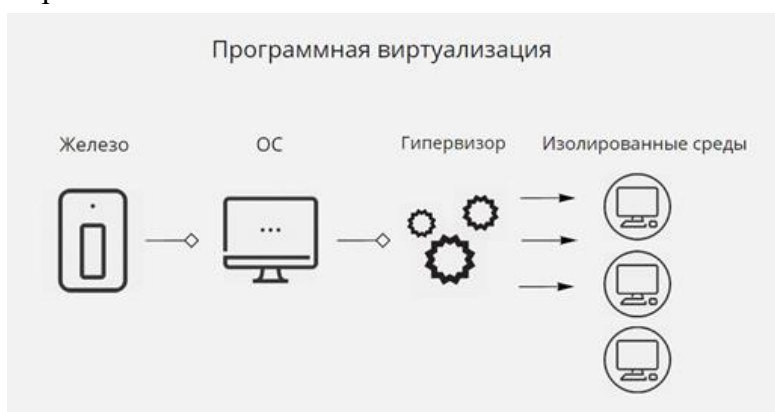 Программная виртуализация
Железо
ОС
Гипервизор
Изолированные среды